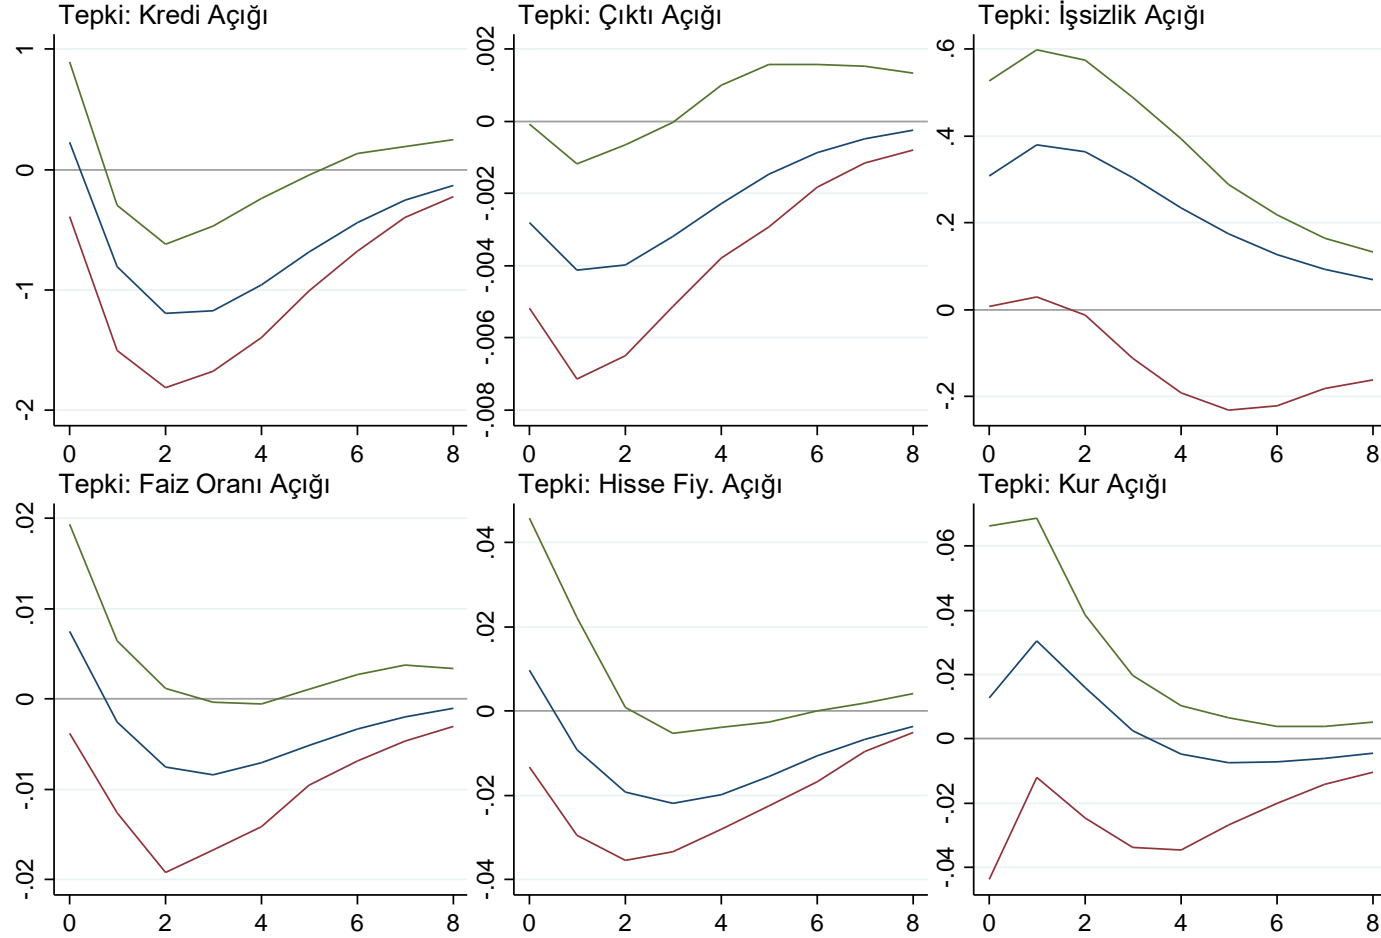 Tepki: Kredi Açığı
1
0
-1
-2
0 2 4 6 8
Tepki: Çıktı Açığı
.002
0
-.002
-.004
-.006
-.008
0 2 4 6 8
Tepki: İşsizlik Açığı
.6
.4
.2
0
-.2
0 2 4 6 8
Tepki: Faiz Oranı Açığı
.02
.01
0
-.01
-.02
0 2 4 6 8
Tepki: Hisse Fiy. Açığı
.04
.02
0
-.02
-.04
0 2 4 6 8
Tepki: Kur Açığı
.06
.04
.02
0
-.02
-.04
0 2 4 6 8